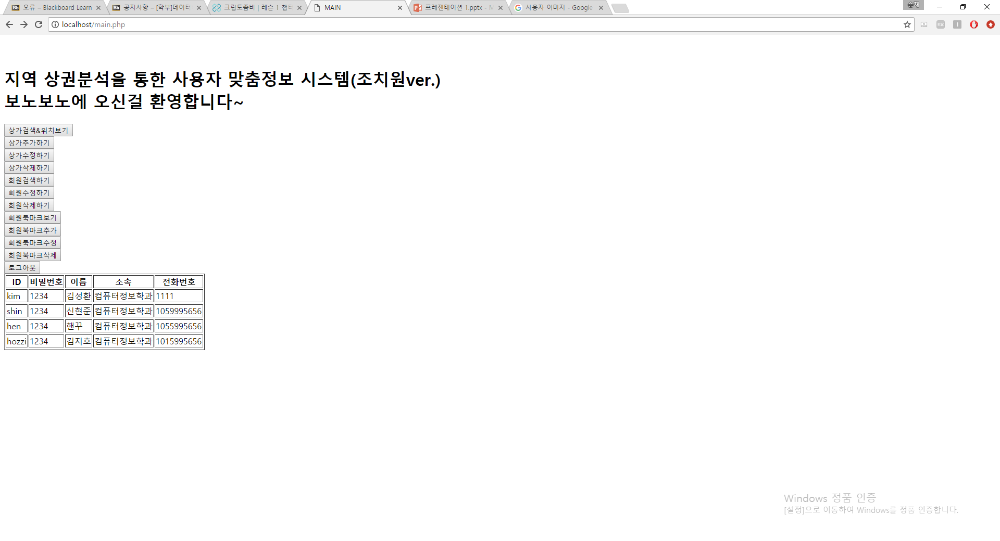 오류 – Blackboard Learn
공지사항 – [학부]데이터
크립토좀비 | 레슨 1 챕터
MAIN
프레젠테이션 1.pptx - M
사용자 이미지 - Google
승재
localhost/main.php
지역 상권분석을 통한 사용자 맞춤정보 시스템(조치원ver.)
보노보노에 오신걸 환영합니다~
상가검색&위치보기
상가추가하기
상가수정하기
상가삭제하기
회원검색하기
회원수정하기
회원삭제하기
회원북마크보기
회원북마크추가
회원북마크수정
회원북마크삭제
로그아웃
ID 비밀번호 이름 소속 전화번호
kim 1234 김성환 컴퓨터정보학과 1111
shin 1234 신현준 컴퓨터정보학과 1059995656
hen 1234 핸꾸 컴퓨터정보학과 1055995656
hozzi 1234 김지호 컴퓨터정보학과 1015995656
Windows 정품 인증
[설정]으로 이동하여 Windows를 정품 인증합니다.